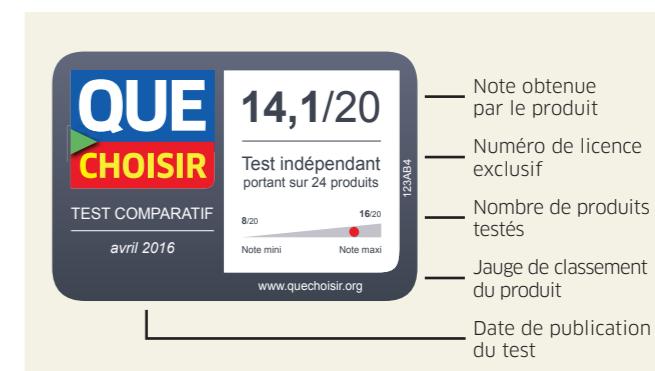 QUE
CHOISIR
TEST COMPARATIF
avril 2016
14,1/20
Test indépendant
portant sur 24 produits
8/20
16/20
Note mini
Note maxi
123AB4
www.quechoisir.org
Note obtenue
par le produit
Numéro de licence
exclusif
Nombre de produits
testés
Jauge de classement
du produit
Date de publication
du test